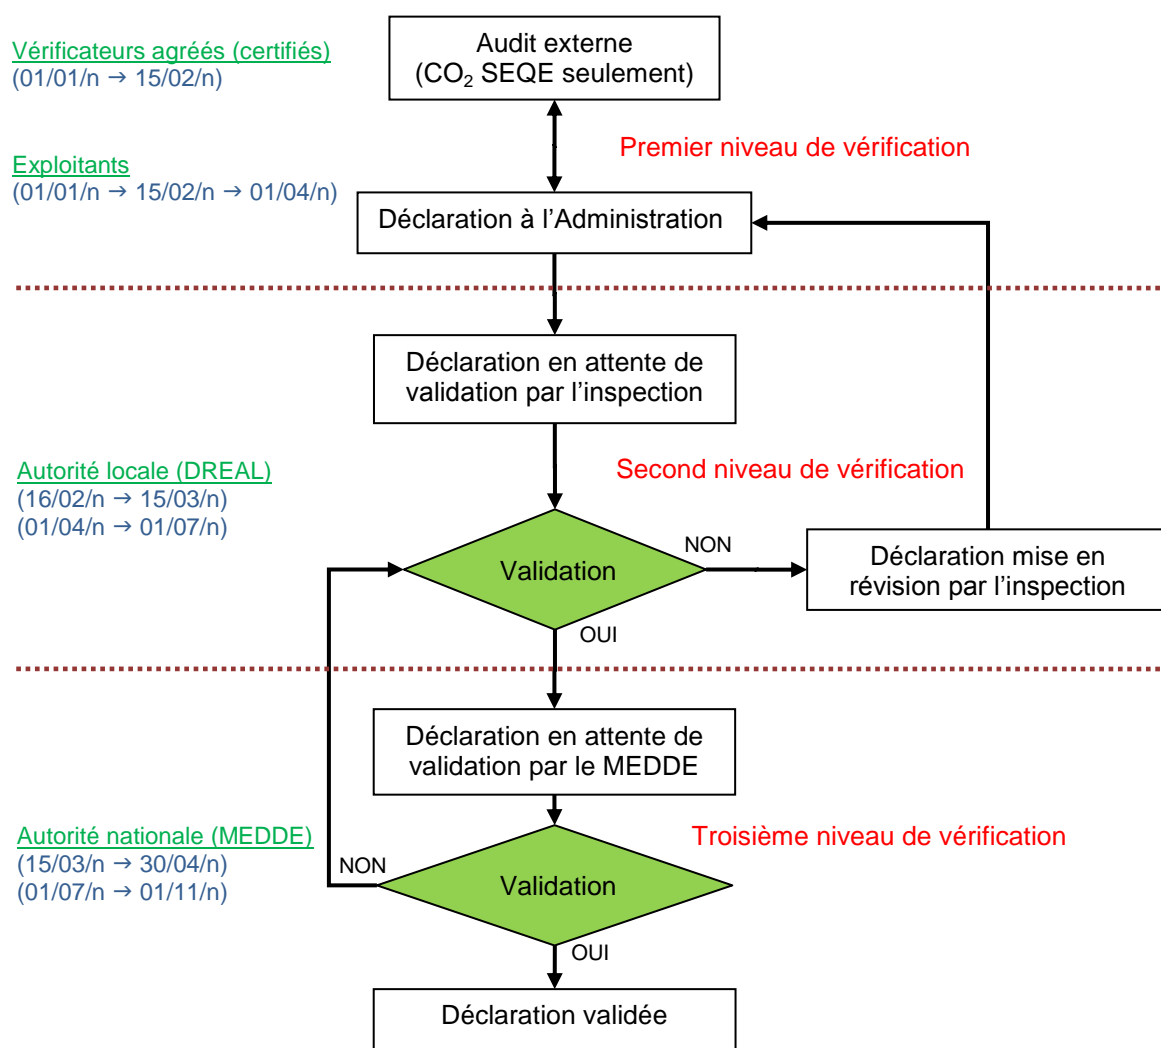 Vérificateurs agréés (certifiés)
(01/01/n → 15/02/n)
Audit externe
(CO₂ SEQE seulement)
Premier niveau de vérification
Exploitants
(01/01/n → 15/02/n → 01/04/n)
Déclaration à l'Administration
Déclaration en attente de
validation par l'inspection
Autorité locale (DREAL)
(16/02/n → 15/03/n)
(01/04/n → 01/07/n)
Second niveau de vérification
Validation
NON
Déclaration mise en
révision par l'inspection
OUI
Déclaration en attente de
validation par le MEDDE
Autorité nationale (MEDDE)
(15/03/n → 30/04/n)
(01/07/n → 01/11/n)
Troisième niveau de vérification
NON
Validation
OUI
Déclaration validée